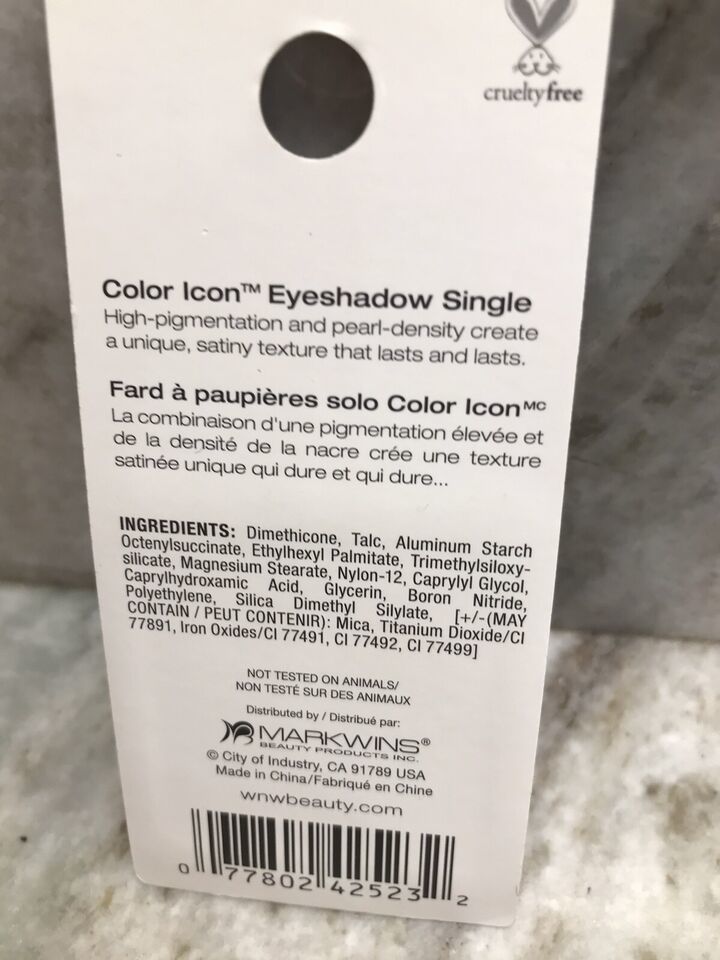 crueltyfree
Color Icon™ Eyeshadow Single
High-pigmentation and pearl-density create
a unique, satiny texture that lasts and lasts.
Fard à paupières solo Color Icon MC
La combinaison d'une pigmentation élevée et
de la densité de la nacre crée une texture
satinée unique qui dure et qui dure...
INGREDIENTS: Dimethicone, Talc, Aluminum Starch
Octenylsuccinate, Ethylhexyl Palmitate, Trimethylsiloxy-
silicate, Magnesium Stearate, Nylon-12, Caprylyl Glycol,
Caprylhydroxamic Acid, Glycerin, Boron Nitride,
Polyethylene, Silica Dimethyl Silylate, [+/-(MAY
CONTAIN / PEUT CONTENIR): Mica, Titanium Dioxide/CI
77891, Iron Oxides/CI 77491, CI 77492, CI 77499]
NOT TESTED ON ANIMALS/
NON TESTÉ SUR DES ANIMAUX
Distributed by / Distribué par:
MARKWINS®
BEAUTY PRODUCTS INC.
© City of Industry, CA 91789 USA
Made in China/Fabriqué en Chine
wnwbeauty.com
0 77802 42523 2